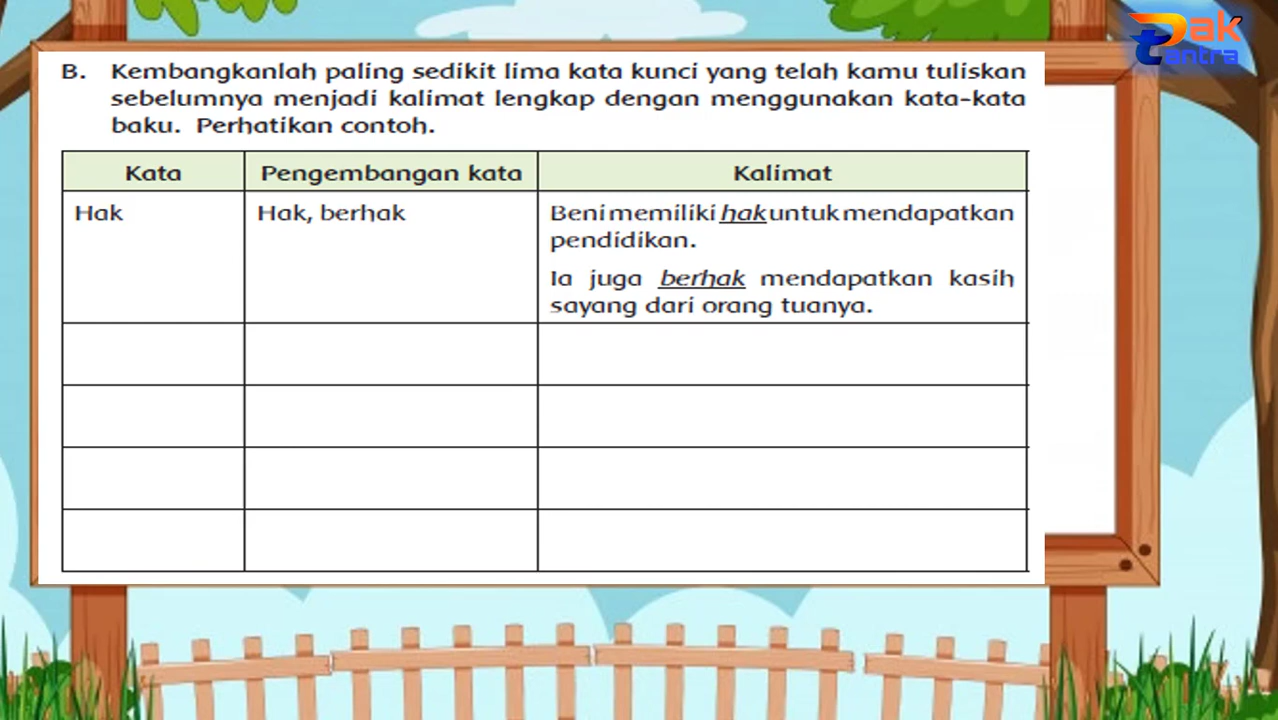 Pak
Tantra
B. Kembangkanlah paling sedikit lima kata kunci yang telah kamu tuliskan
sebelumnya menjadi kalimat lengkap dengan menggunakan kata-kata
baku. Perhatikan contoh.
Kata Pengembangan kata Kalimat
Hak Hak, berhak Beni memiliki hak untuk mendapatkan
pendidikan.
Ia juga berhak mendapatkan kasih
sayang dari orang tuanya.